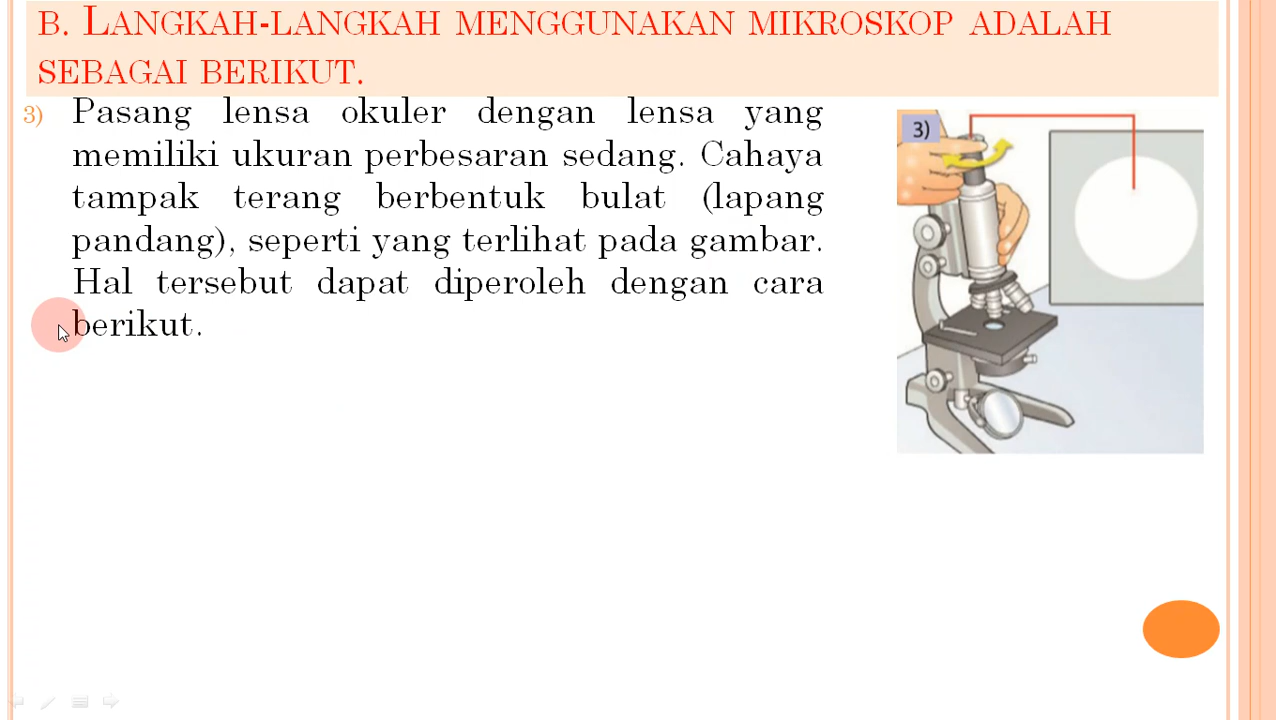 B. LANGKAH-LANGKAH MENGGUNAKAN MIKROSKOP ADALAH
SEBAGAI BERIKUT.
3) Pasang lensa okuler dengan lensa yang
memiliki ukuran perbesaran sedang. Cahaya
tampak terang berbentuk bulat (lapang
pandang), seperti yang terlihat pada gambar.
Hal tersebut dapat diperoleh dengan cara
berikut.
3)